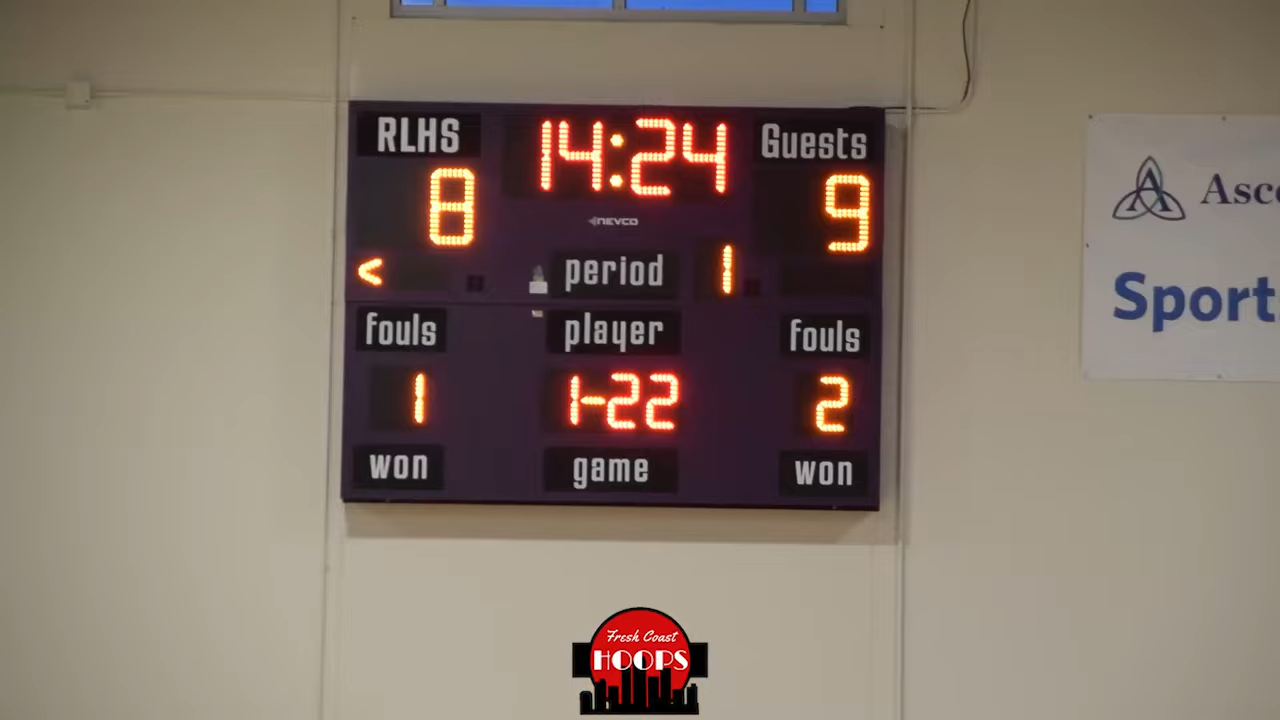 RLHS 14:24 Guests
8 9
NEVCO
< period 1
fouls player fouls
1 1-22 2
won game won
A
Sport
Fresh Coast
HOOPS